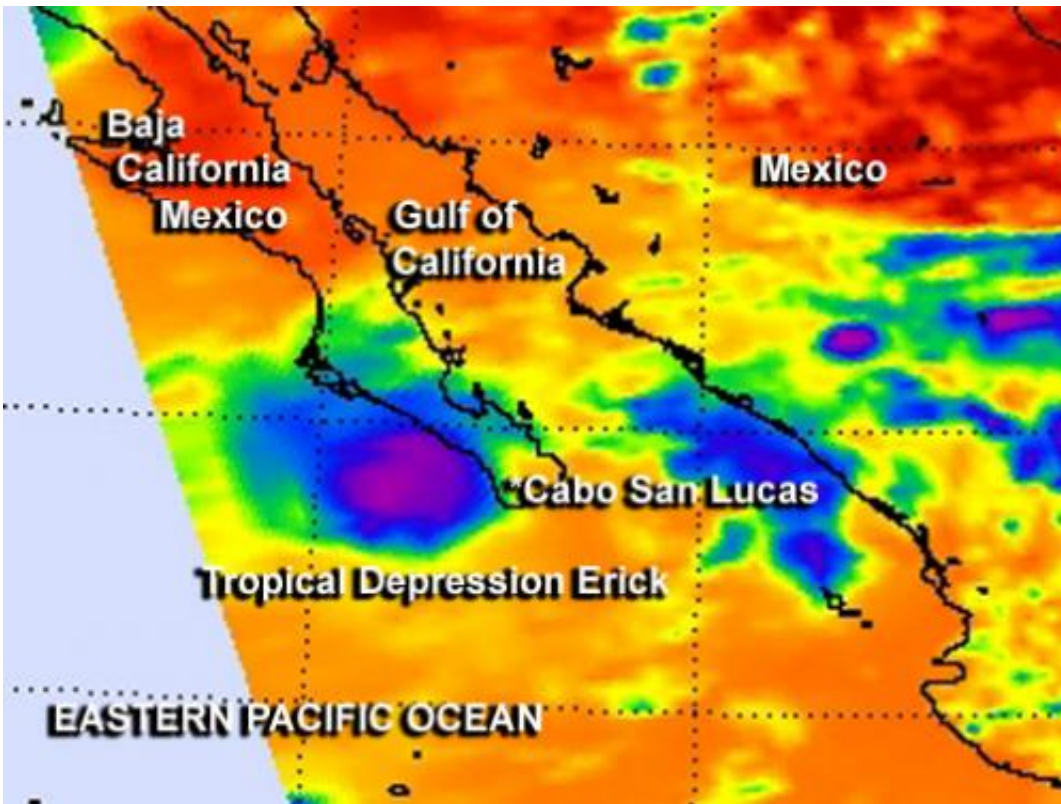 Baja
California
Mexico
Gulf of
California
Mexico
*Cabo San Lucas
Tropical Depression Erick
EASTERN PACIFIC OCEAN